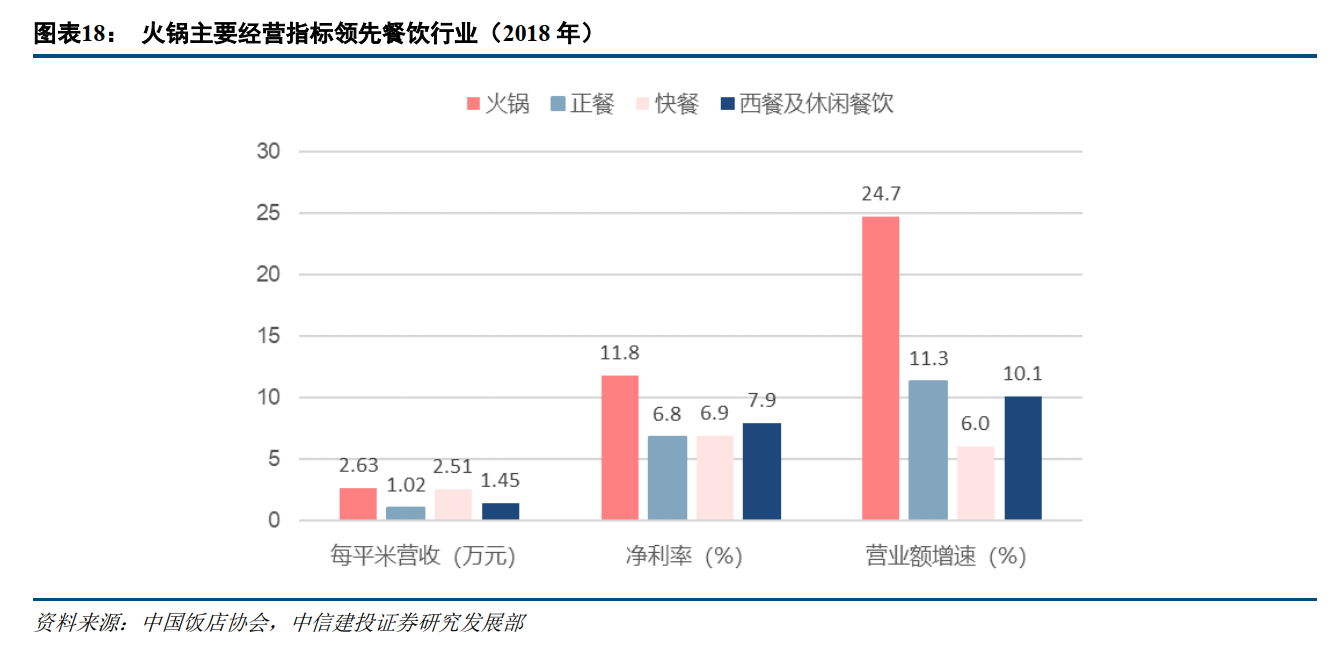 图表18： 火锅主要经营指标领先餐饮行业（2018 年）
火锅 正餐 快餐 西餐及休闲餐饮
30
25
20
15
10
5
0
2.63 1.02 2.51 1.45
11.8 6.8 6.9 7.9
24.7 11.3 6.0 10.1
每平米营收（万元） 净利率（%） 营业额增速（%）
资料来源：中国饭店协会，中信建投证券研究发展部